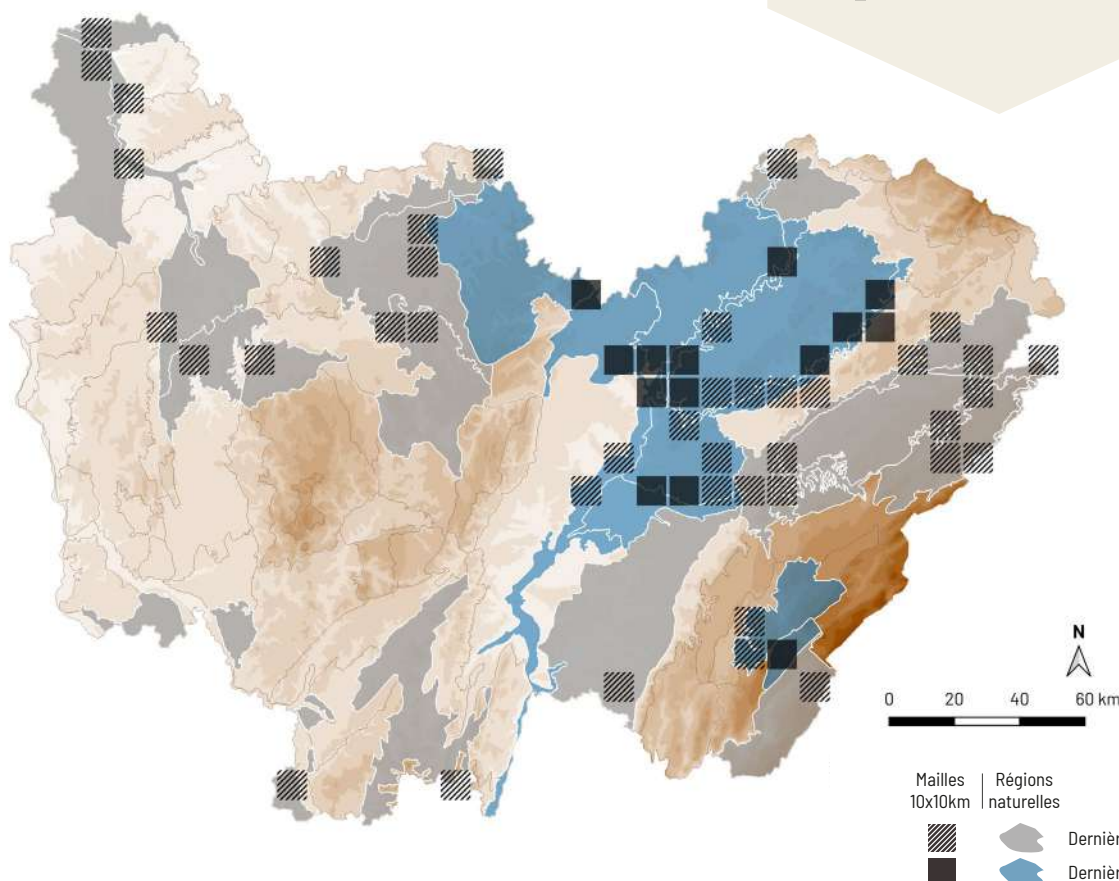 N
0 20 40 60 km
Mailles | Régions
10x10km | naturelles
Dernièr
Dernièr